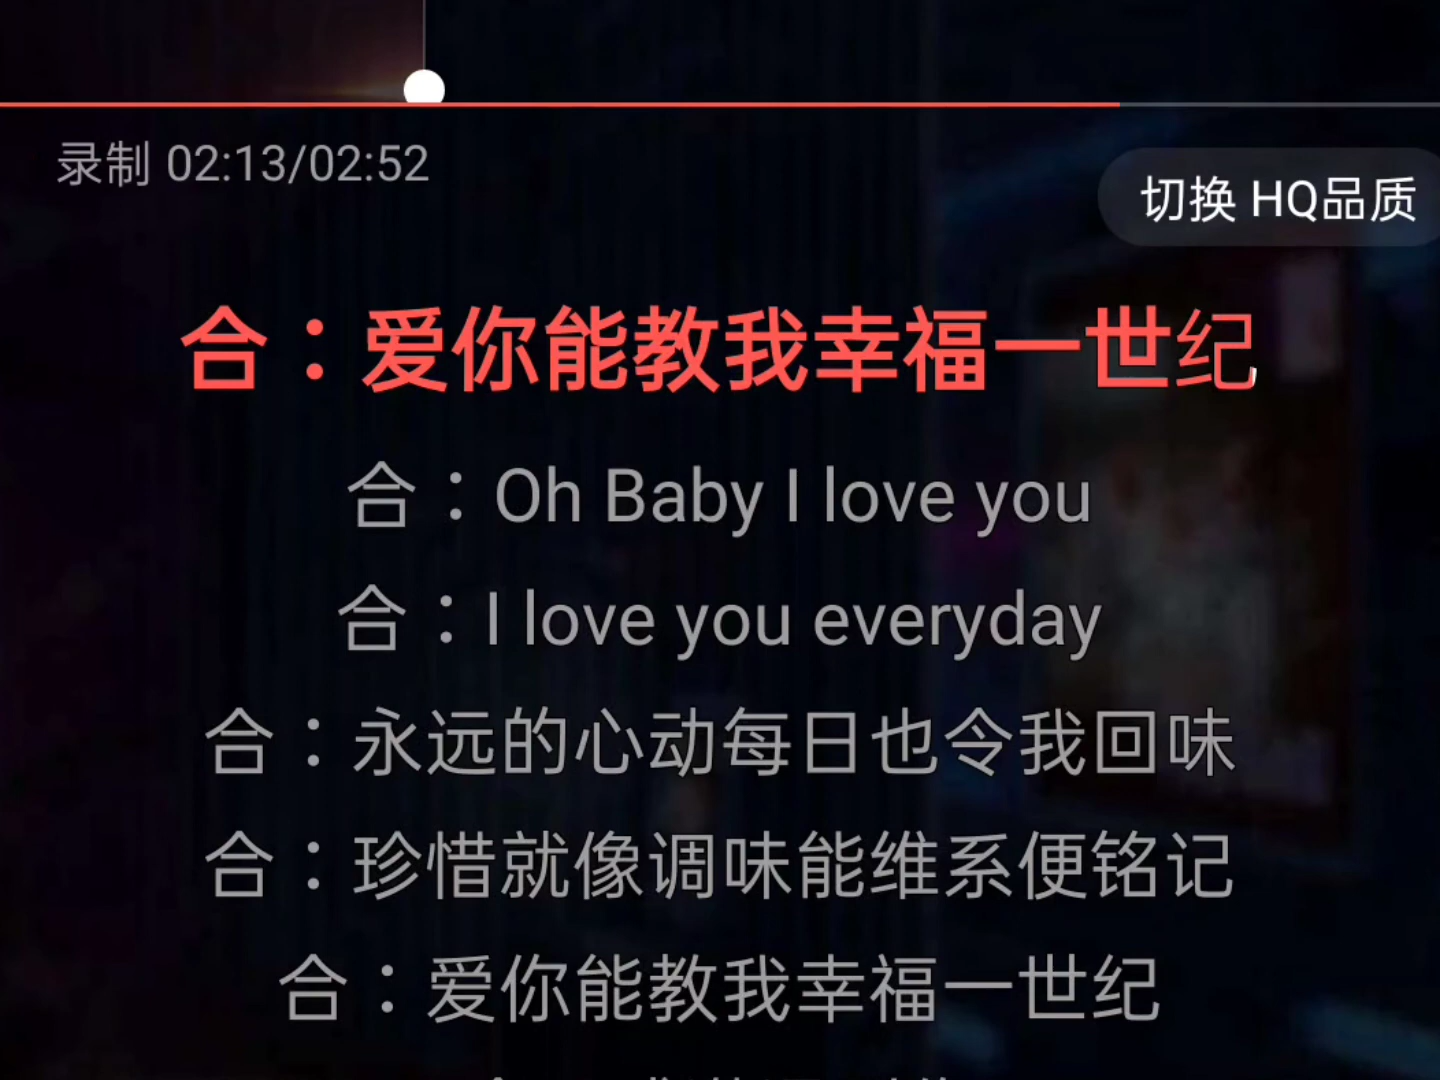 录制 02:13/02:52
切换 HQ品质
合：爱你能教我幸福一世纪
合：Oh Baby I love you
合：I love you everyday
合：永远的心动每日也令我回味
合：珍惜就像调味能维系便铭记
合：爱你能教我幸福一世纪